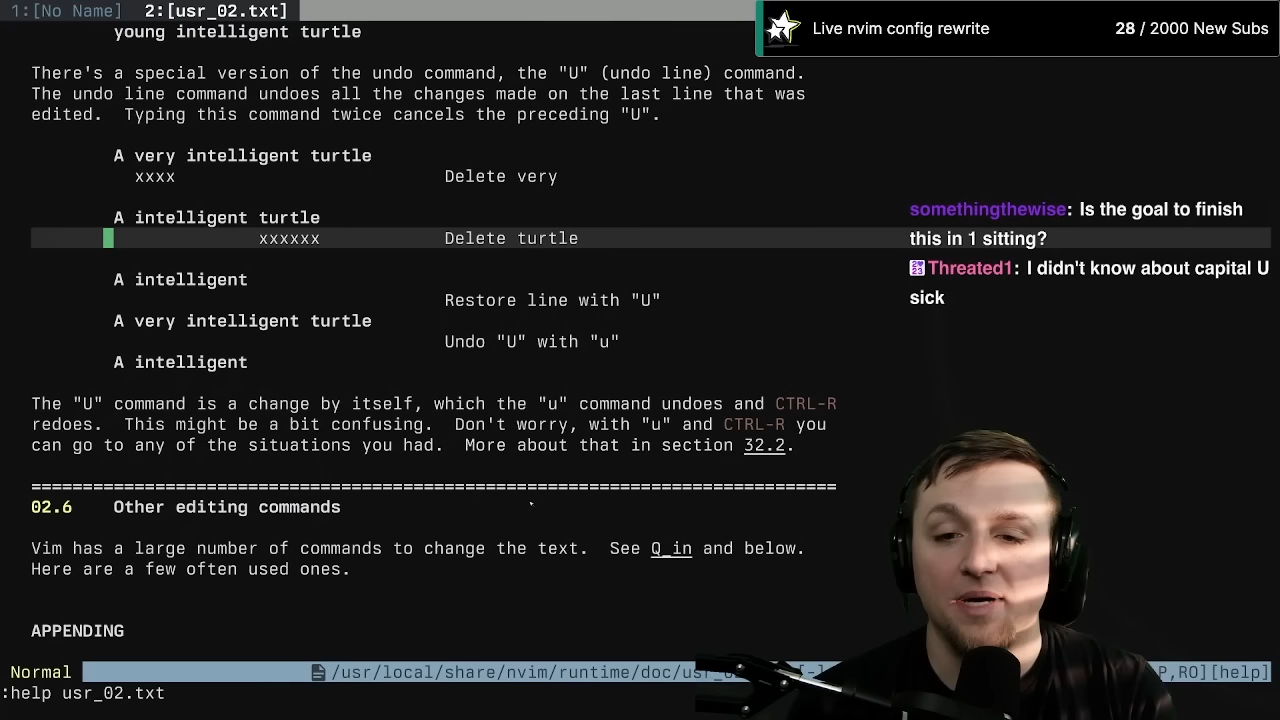 1:[No Name]  2:[usr_02.txt]
Live nvim config rewrite 28 / 2000 New Subs
young intelligent turtle
There's a special version of the undo command, the "U" (undo line) command.
The undo line command undoes all the changes made on the last line that was
edited.  Typing this command twice cancels the preceding "U".
A very intelligent turtle
xxxx Delete very
A intelligent turtle
xxxxxx Delete turtle
A intelligent
Restore line with "U"
A very intelligent turtle
Undo "U" with "u"
A intelligent
The "U" command is a change by itself, which the "u" command undoes and CTRL-R
redoes.  This might be a bit confusing.  Don't worry, with "u" and CTRL-R you
can go to any of the situations you had.  More about that in section 32.2.
==============================================================================
02.6 Other editing commands
Vim has a large number of commands to change the text.  See Q_in and below.
Here are a few often used ones.
APPENDING
somethingthewise: Is the goal to finish
this in 1 sitting?
Threated1: I didn't know about capital U
sick
Normal /usr/local/share/nvim/runtime/doc/us P,RO][help]
:help usr_02.txt